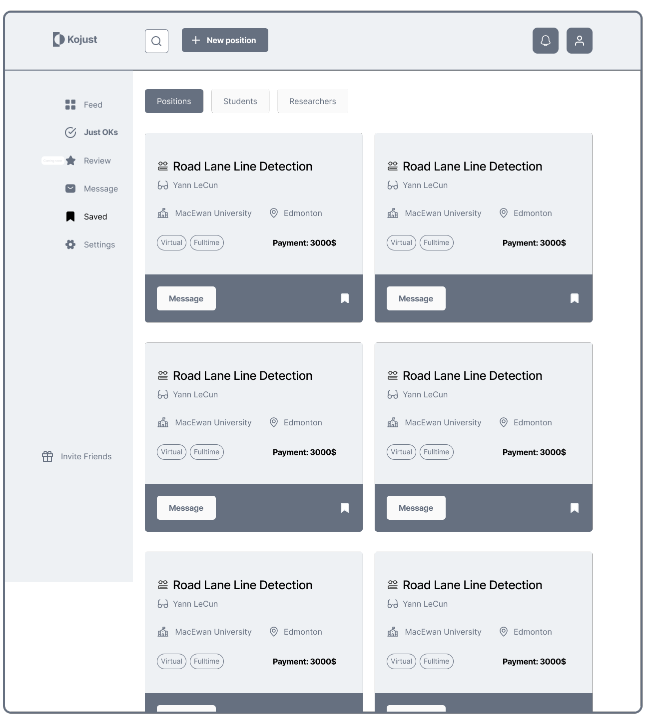 Kojust
New position
Feed
Just OKs
Review
Message
Saved
Settings
Invite Friends
Positions Students Researchers
Road Lane Line Detection
Yann LeCun
MacEwan University Edmonton
Virtual Fulltime Payment: 3000$
Message
Road Lane Line Detection
Yann LeCun
MacEwan University Edmonton
Virtual Fulltime Payment: 3000$
Message
Road Lane Line Detection
Yann LeCun
MacEwan University Edmonton
Virtual Fulltime Payment: 3000$
Message
Road Lane Line Detection
Yann LeCun
MacEwan University Edmonton
Virtual Fulltime Payment: 3000$
Message
Road Lane Line Detection
Yann LeCun
MacEwan University Edmonton
Virtual Fulltime Payment: 3000$
Road Lane Line Detection
Yann LeCun
MacEwan University Edmonton
Virtual Fulltime Payment: 3000$